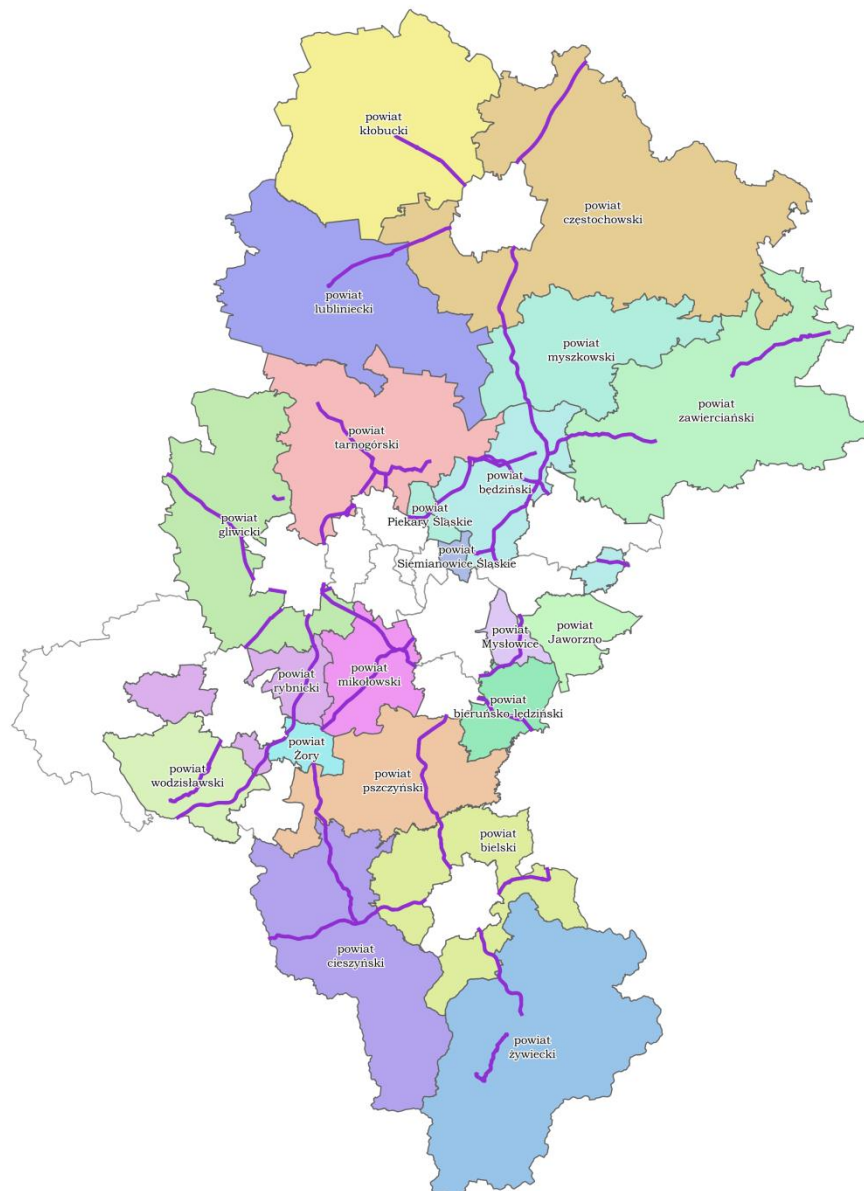 powiat
kłobucki
powiat
częstochowski
powiat
lubliniecki
powiat
myszkowski
powiat
zawierciański
powiat
tarnogórski
powiat
będziński
powiat
Piekary Śląskie
powiat
gliwicki
powiat
Siemianowice Śląskie
powiat
Mysłowice
powiat
Jaworzno
powiat
rybnicki
powiat
mikołowski
powiat
bieruńsko-lędziński
powiat
Żory
powiat
wodzisławski
powiat
pszczyński
powiat
bielski
powiat
cieszyński
powiat
żywiecki